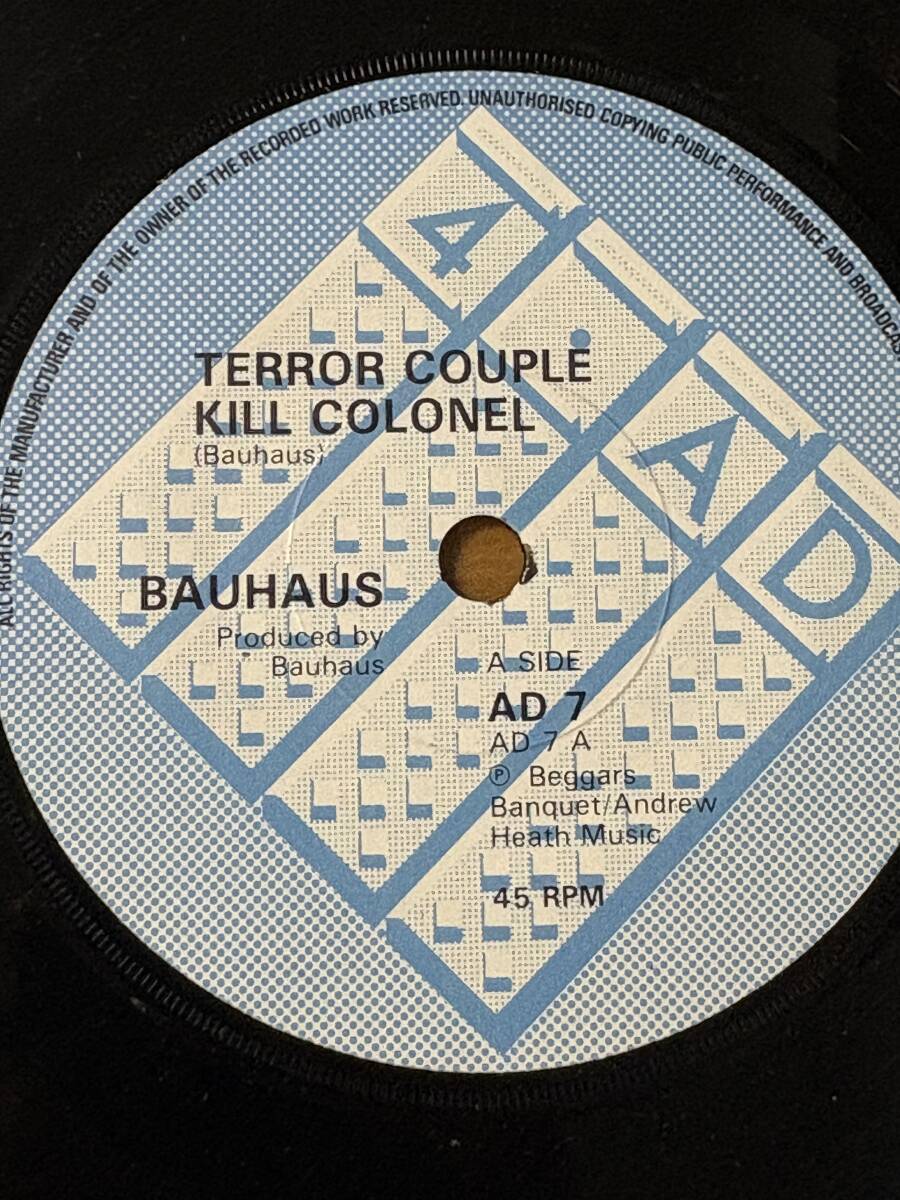 ALL RIGHTS OF THE MANUFACTURER AND OF THE OWNER OF THE RECORDED WORK RESERVED. UNAUTHORISED COPYING PUBLIC PERFORMANCE AND BROADCAS
4 . A D
TERROR COUPLE
KILL COLONEL
(Bauhaus)
BAUHAUS
Produced by
Bauhaus
A SIDE
AD 7
AD 7 A
℗ Beggars
Banquet/Andrew
Heath Music
45 RPM